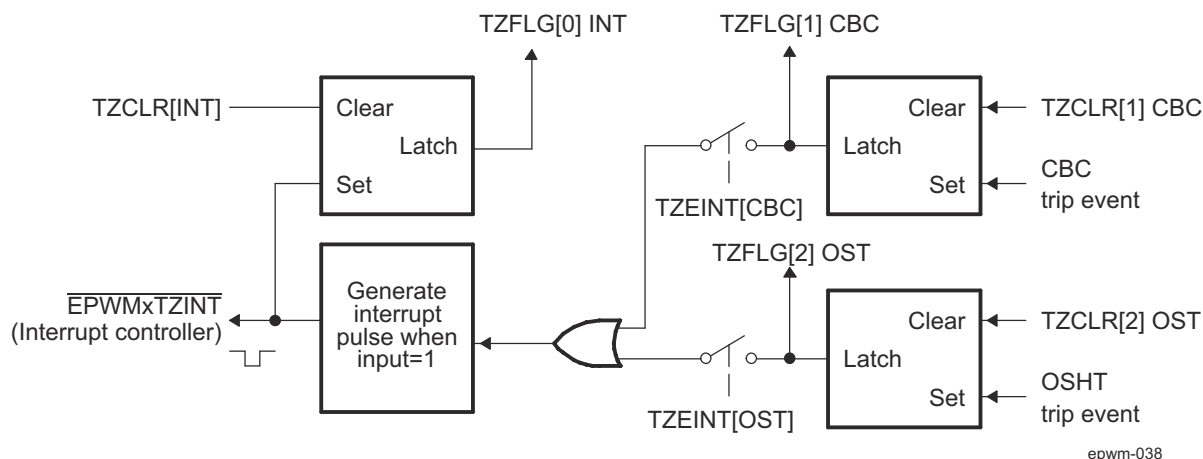 TZFLG[0] INT
TZFLG[1] CBC
TZCLR[INT]
Clear
Latch
Set
Clear
Latch
Set
TZCLR[1] CBC
CBC
trip event
TZEINT[CBC]
TZFLG[2] OST
EPWMxTZINT
(Interrupt controller)
Generate
interrupt
pulse when
input=1
Clear
Latch
Set
TZCLR[2] OST
OSHT
trip event
TZEINT[OST]
epwm-038